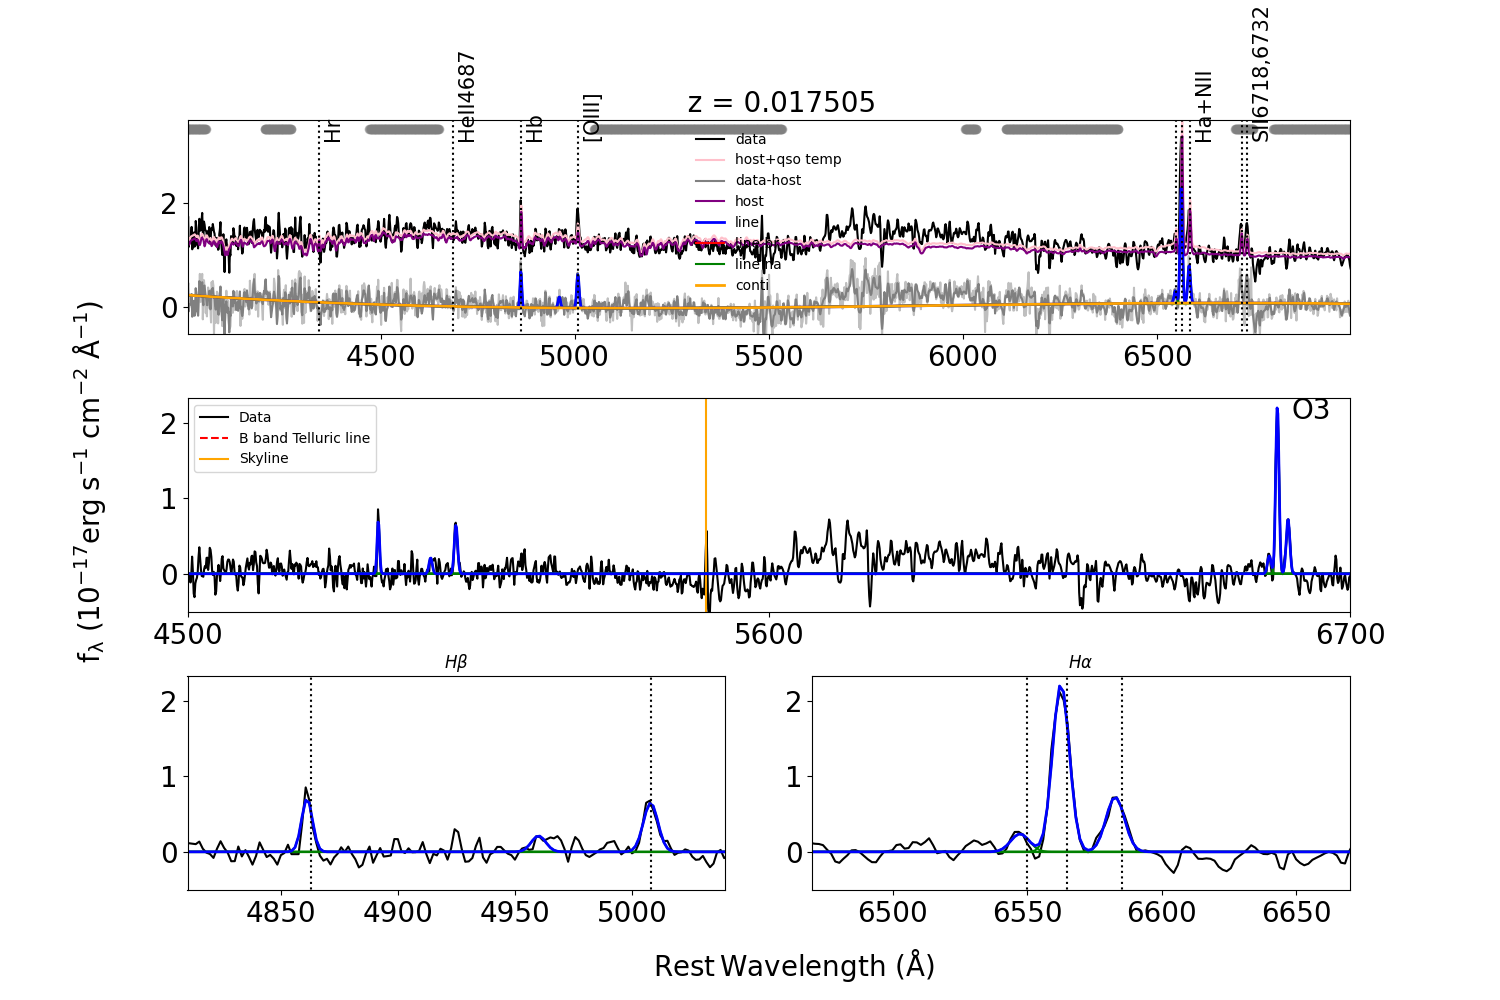 z = 0.017505
Hr
HeII4687
Hb
[OIII]
Ha+NII
SII6718,6732
data
host+qso temp
data-host
host
line
line na
conti
2
0
4500
5000
5500
6000
6500
Data
B band Telluric line
Skyline
O3
2
1
0
4500
5600
6700
Hβ
Hα
2
1
0
4850
4900
4950
5000
2
1
0
6500
6550
6600
6650
fλ (10⁻¹⁷erg s⁻¹ cm⁻² Å⁻¹)
Rest Wavelength (Å)